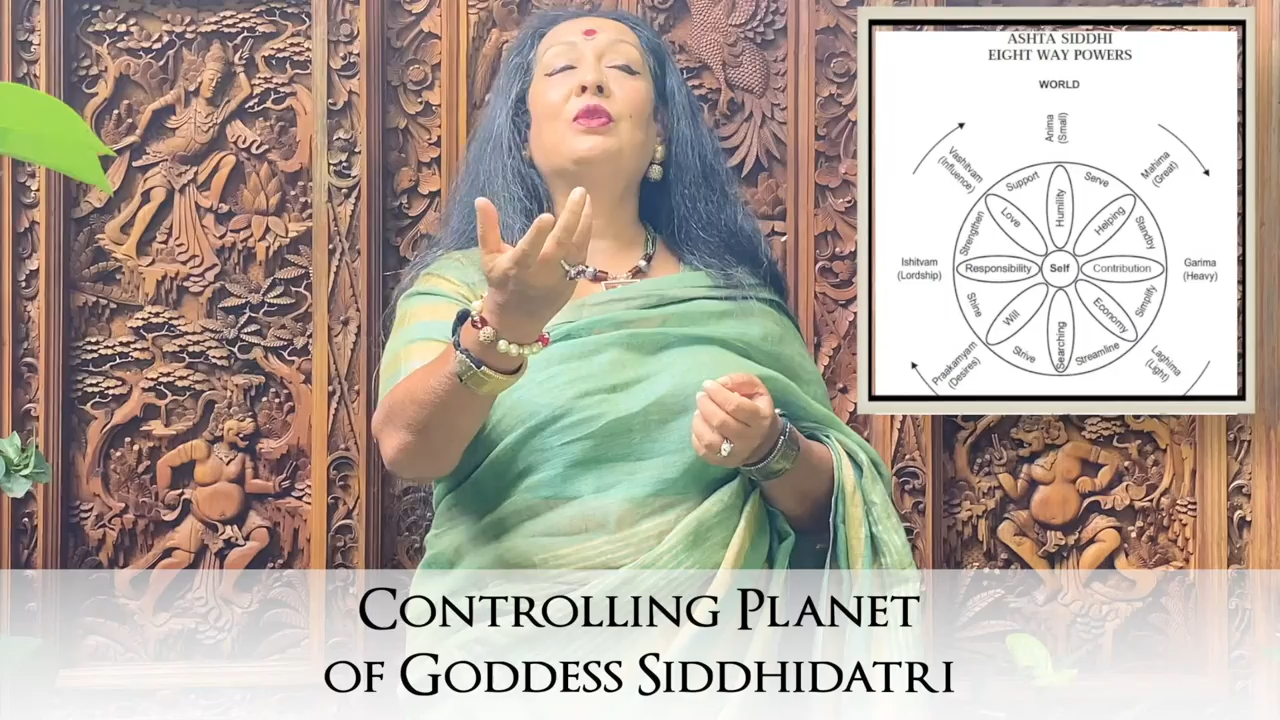 ASHTA SIDDHI
EIGHT WAY POWERS
WORLD
Anima
(Small)
Mahima
(Great)
Garima
(Heavy)
Laghima
(Light)
Praakamyam
(Desires)
Ishitvam
(Lordship)
Vashitvam
(Influence)
Support
Serve
Standby
Simplify
Streamline
Strive
Shine
Strengthen
Humility
Helping
Contribution
Economy
Searching
Will
Responsibility
Love
Self
CONTROLLING PLANET
OF GODDESS SIDDHIDATRI